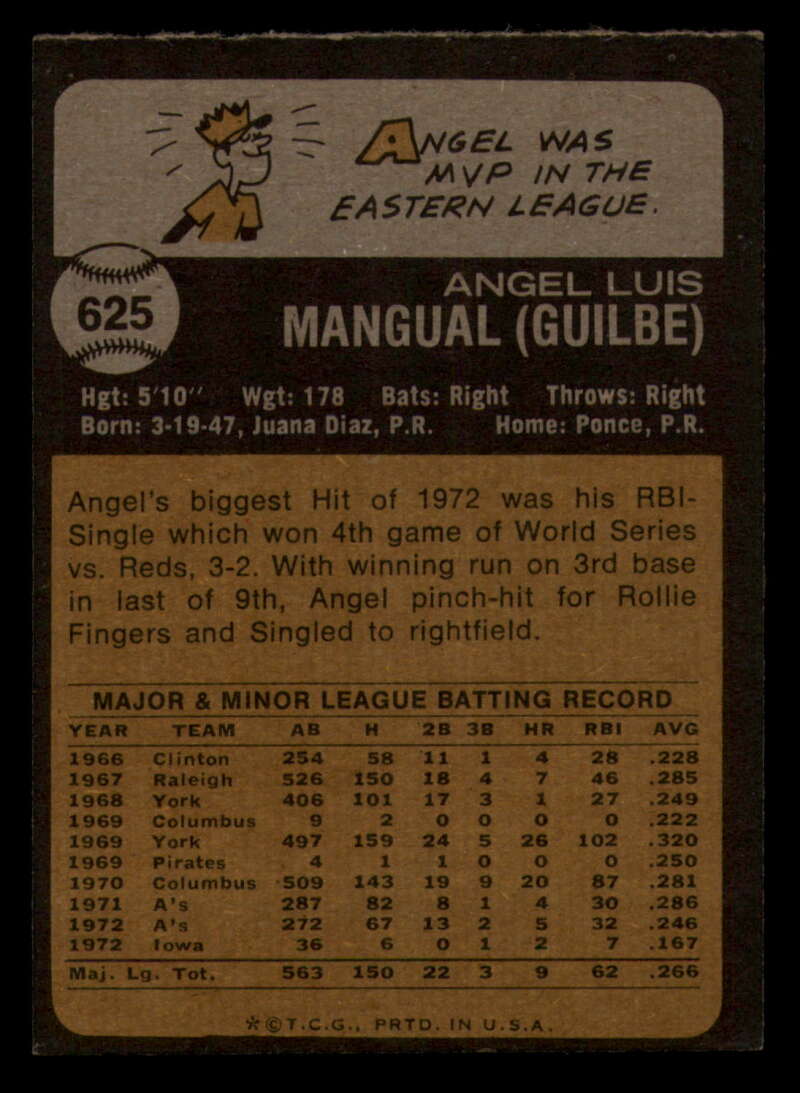 ANGEL WAS
MVP IN THE
EASTERN LEAGUE.
625
ANGEL LUIS
MANGUAL (GUILBE)
Hgt: 5'10" Wgt: 178 Bats: Right Throws: Right
Born: 3-19-47, Juana Diaz, P.R. Home: Ponce, P.R.
Angel's biggest Hit of 1972 was his RBI-
Single which won 4th game of World Series
vs. Reds, 3-2. With winning run on 3rd base
in last of 9th, Angel pinch-hit for Rollie
Fingers and Singled to rightfield.
MAJOR & MINOR LEAGUE BATTING RECORD
YEAR TEAM AB H 2B 3B HR RBI AVG
1966 Clinton 254 58 11 1 4 28 .228
1967 Raleigh 526 150 18 4 7 46 .285
1968 York 406 101 17 3 1 27 .249
1969 Columbus 9 2 0 0 0 0 .222
1969 York 497 159 24 5 26 102 .320
1969 Pirates 4 1 1 0 0 0 .250
1970 Columbus 509 143 19 9 20 87 .281
1971 A's 287 82 8 1 4 30 .286
1972 A's 272 67 13 2 5 32 .246
1972 Iowa 36 6 0 1 2 7 .167
Maj. Lg. Tot. 563 150 22 3 9 62 .266
*©T.C.G., PRTD. IN U.S.A.